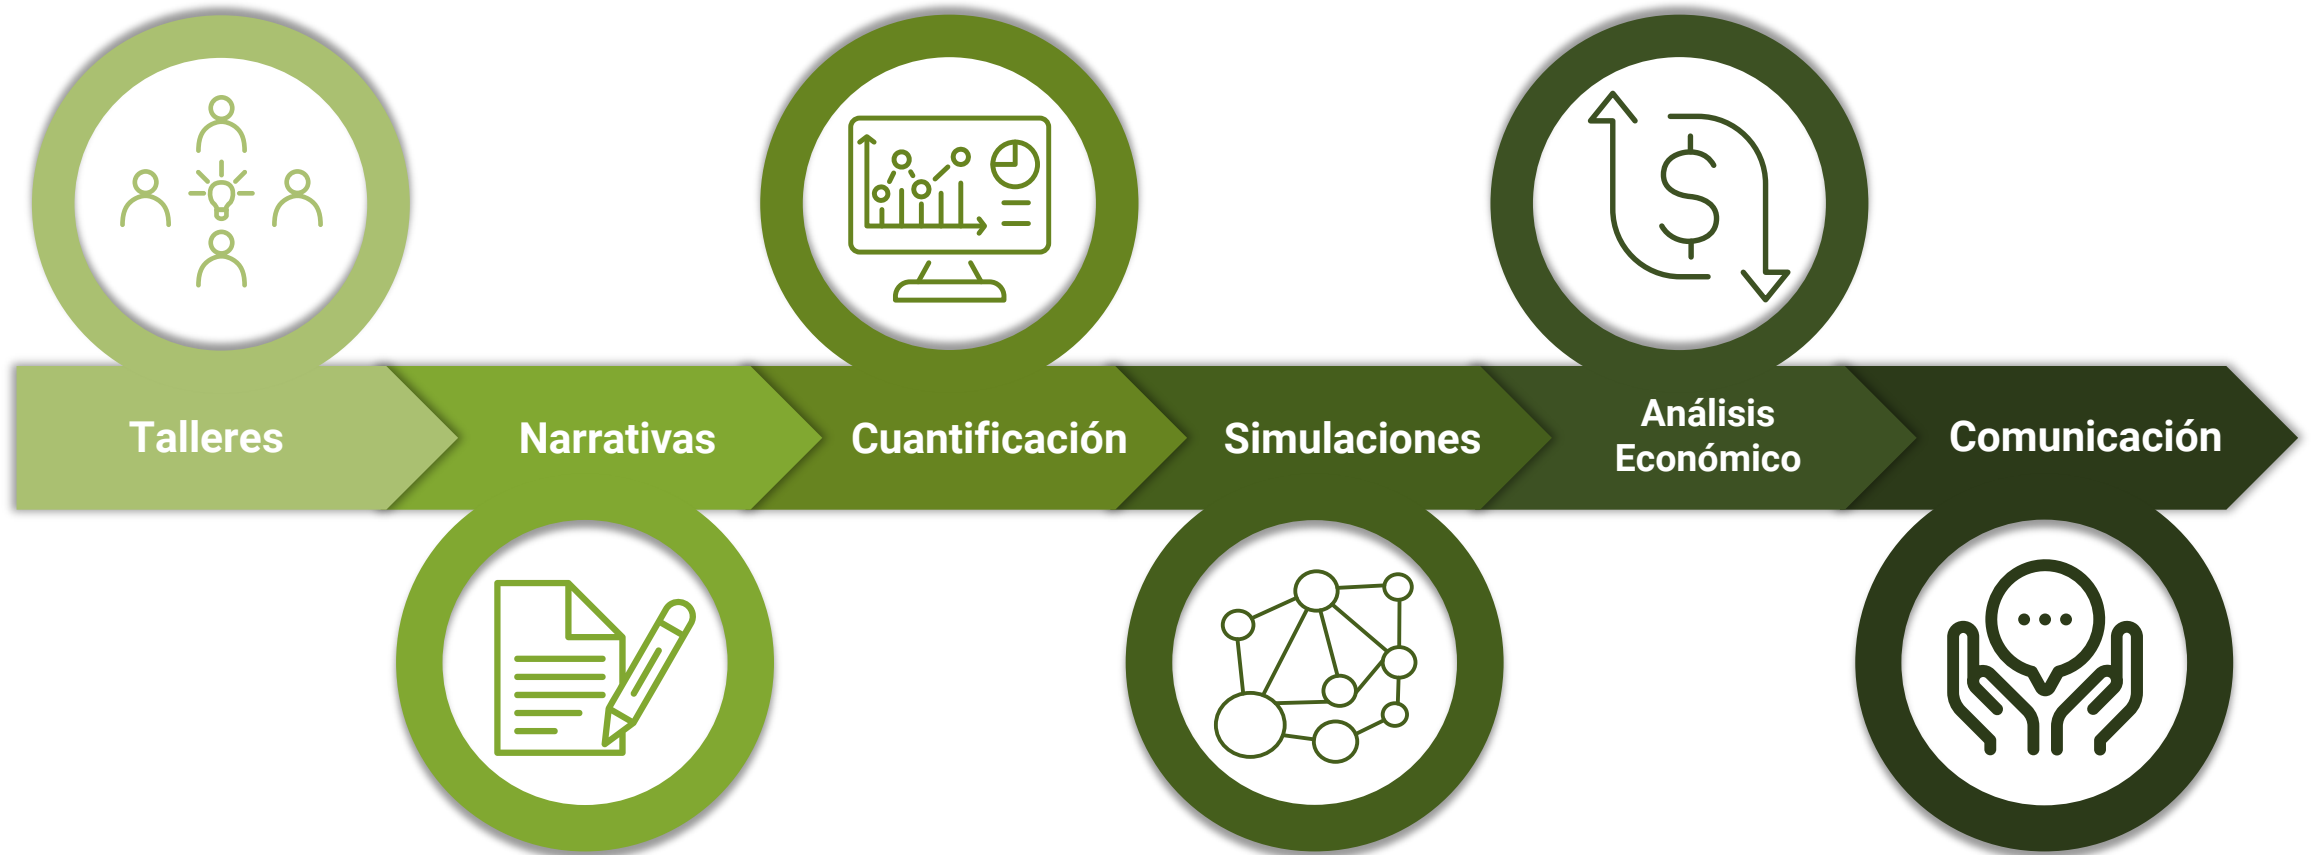 Talleres
Narrativas
Cuantificación
Simulaciones
Análisis
Económico
Comunicación